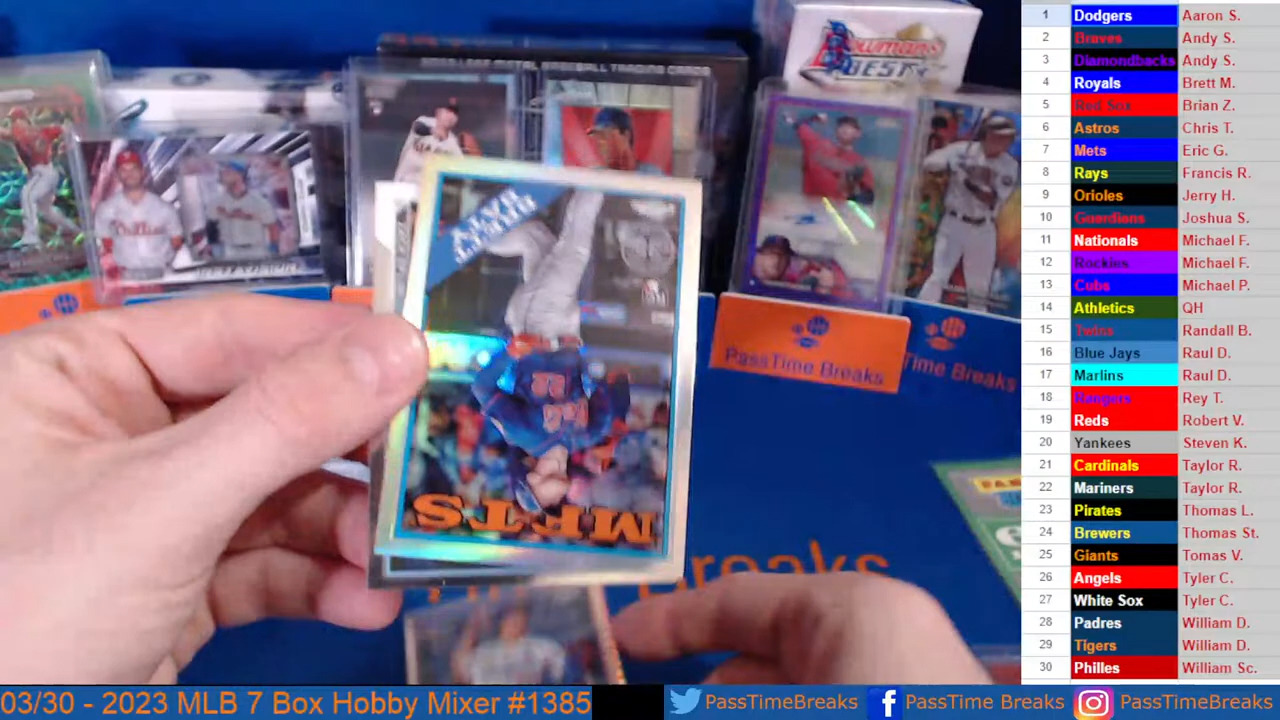 BOWMAN'S
BEST
METS
PassTime Breaks
Time Breaks
1 Dodgers Aaron S.
2 Braves Andy S.
3 Diamondbacks Andy S.
4 Royals Brett M.
5 Red Sox Brian Z.
6 Astros Chris T.
7 Mets Eric G.
8 Rays Francis R.
9 Orioles Jerry H.
10 Guardians Joshua S.
11 Nationals Michael F.
12 Rockies Michael F.
13 Cubs Michael P.
14 Athletics QH
15 Twins Randall B.
16 Blue Jays Raul D.
17 Marlins Raul D.
18 Rangers Rey T.
19 Reds Robert V.
20 Yankees Steven K.
21 Cardinals Taylor R.
22 Mariners Taylor R.
23 Pirates Thomas L.
24 Brewers Thomas St.
25 Giants Tomas V.
26 Angels Tyler C.
27 White Sox Tyler C.
28 Padres William D.
29 Tigers William D.
30 Philles William Sc.
03/30 - 2023 MLB 7 Box Hobby Mixer #1385
PassTimeBreaks
PassTime Breaks
PassTimeBreaks